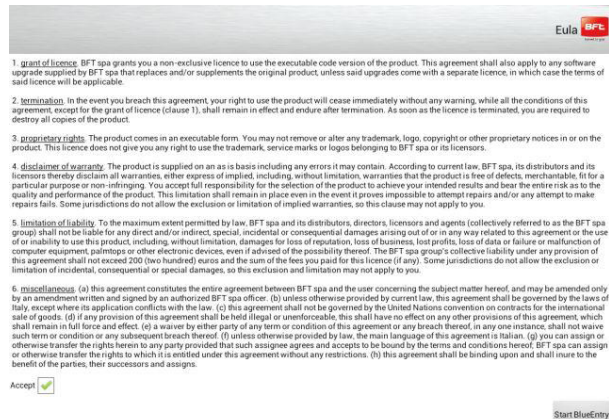 Eula
BFT
1. grant of licence. BFT spa grants you a non-exclusive licence to use the executable code version of the product. This agreement shall also apply to any software
upgrade supplied by BFT spa that replaces and/or supplements the original product, unless said upgrades come with a separate licence, in which case the terms of
said licence will be applicable.
2. termination. In the event you breach this agreement, your right to use the product will cease immediately without any warning, while all the conditions of this
agreement, except for the grant of licence (clause 1), shall remain in effect and endure after termination. As soon as the licence is terminated, you are required to
destroy all copies of the product.
3. proprietary rights. The product comes in an executable form. You may not remove or alter any trademark, logo, copyright or other proprietary notices in or on the
product. This licence does not give you any right to use the trademark, service marks or logos belonging to BFT spa or its licensors.
4. disclaimer of warranty. The product is supplied on an as is basis including any errors it may contain. According to current law, BFT spa, its distributors and its
licensors thereby disclaim all warranties, either express of implied, including, without limitation, warranties that the product is free of defects, merchantable, fit for a
particular purpose or non-infringing. You accept full responsibility for the selection of the product to achieve your intended results and bear the entire risk as to the
quality and performance of the product. This limitation shall remain in place even in the event it proves impossible to attempt repairs and/or any attempt to make
repairs fails. Some jurisdictions do not allow the exclusion or limitation of implied warranties, so this clause may not apply to you.
5. limitation of liability. To the maximum extent permitted by law, BFT spa and its distributors, directors, licensors and agents (collectively referred to as the BFT spa
group) shall not be liable for any direct and/or indirect, special, incidental or consequential damages arising out of or in any way related to this agreement or the use
of or inability to use this product, including, without limitation, damages for loss of reputation, loss of business, lost profits, loss of data or failure or malfunction of
computer equipment, palmtops or other electronic devices, even if advised of the possibility thereof. The BFT spa group's collective liability under any provision of
this agreement shall not exceed 200 (two hundred) euros and the sum of the fees you paid for this licence (if any). Some jurisdictions do not allow the exclusion or
limitation of incidental, consequential or special damages, so this exclusion and limitation may not apply to you.
6. miscellaneous. (a) this agreement constitutes the entire agreement between BFT spa and the user concerning the subject matter hereof, and may be amended only
by an amendment written and signed by an authorized BFT spa officer. (b) unless otherwise provided by current law, this agreement shall be governed by the laws of
Italy, except where its application conflicts with the law. (c) this agreement shall not be governed by the United Nations convention on contracts for the international
sale of goods. (d) if any provision of this agreement shall be held illegal or unenforceable, this shall have no effect on any other provisions of this agreement, which
shall remain in full force and effect. (e) a waiver by either party of any term or condition of this agreement or any breach thereof, in any one instance, shall not waive
such term or condition or any subsequent breach thereof. (f) unless otherwise provided by law, the main language of this agreement is Italian. (g) you can assign or
or otherwise transfer the rights herein to any party provided that such assignee agrees and accepts to be bound by the terms and conditions hereof; BFT spa can assign
or otherwise transfer the rights to which it is entitled under this agreement without any restrictions. (h) this agreement shall be binding upon and shall inure to the
benefit of the parties, their successors and assigns.
Accept
Start BlueEntry